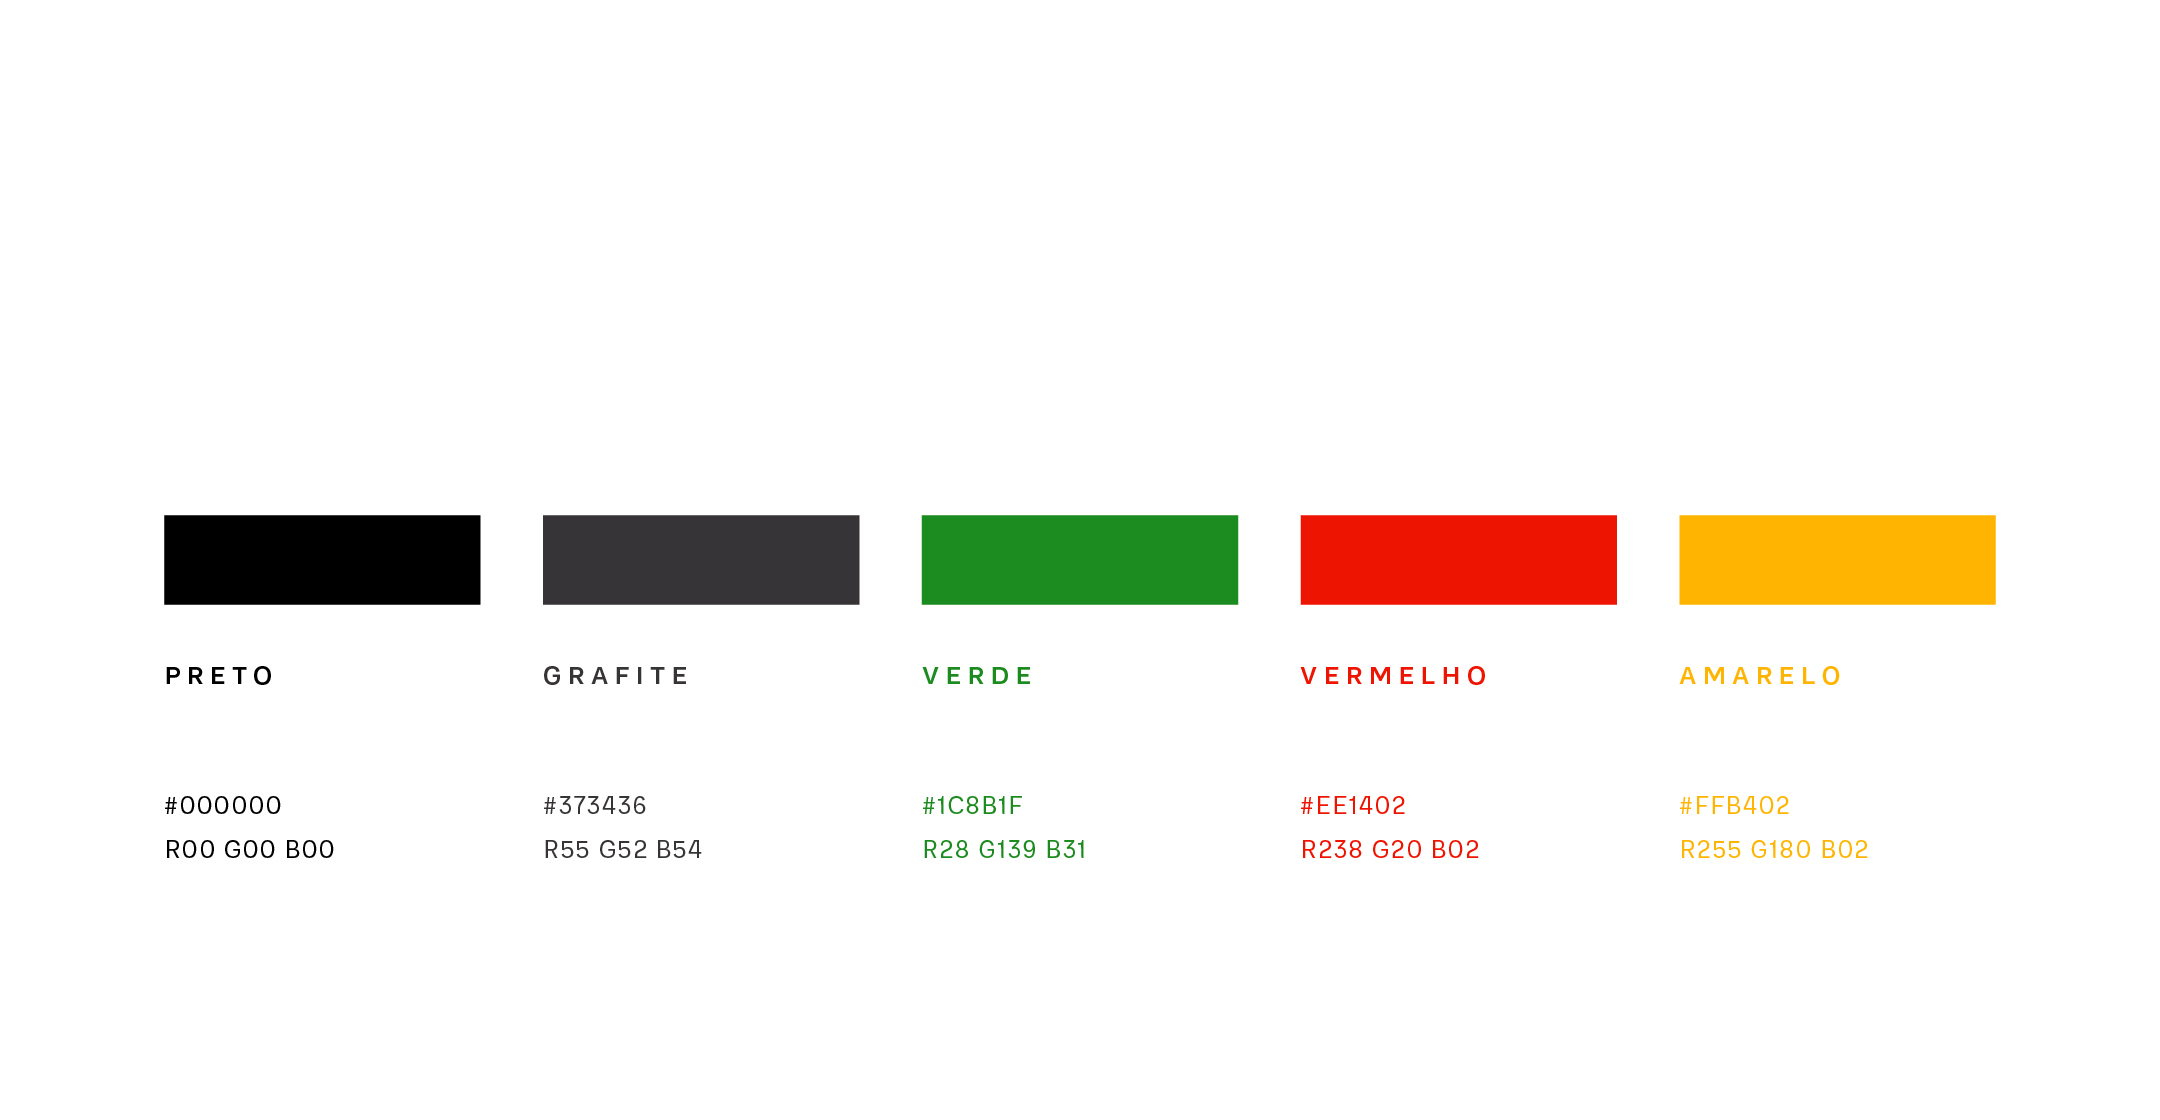 PRETO
#000000
R00 G00 B00
GRAFITE
#373436
R55 G52 B54
VERDE
#1C8B1F
R28 G139 B31
VERMELHO
#EE1402
R238 G20 B02
AMARELO
#FFB402
R255 G180 B02